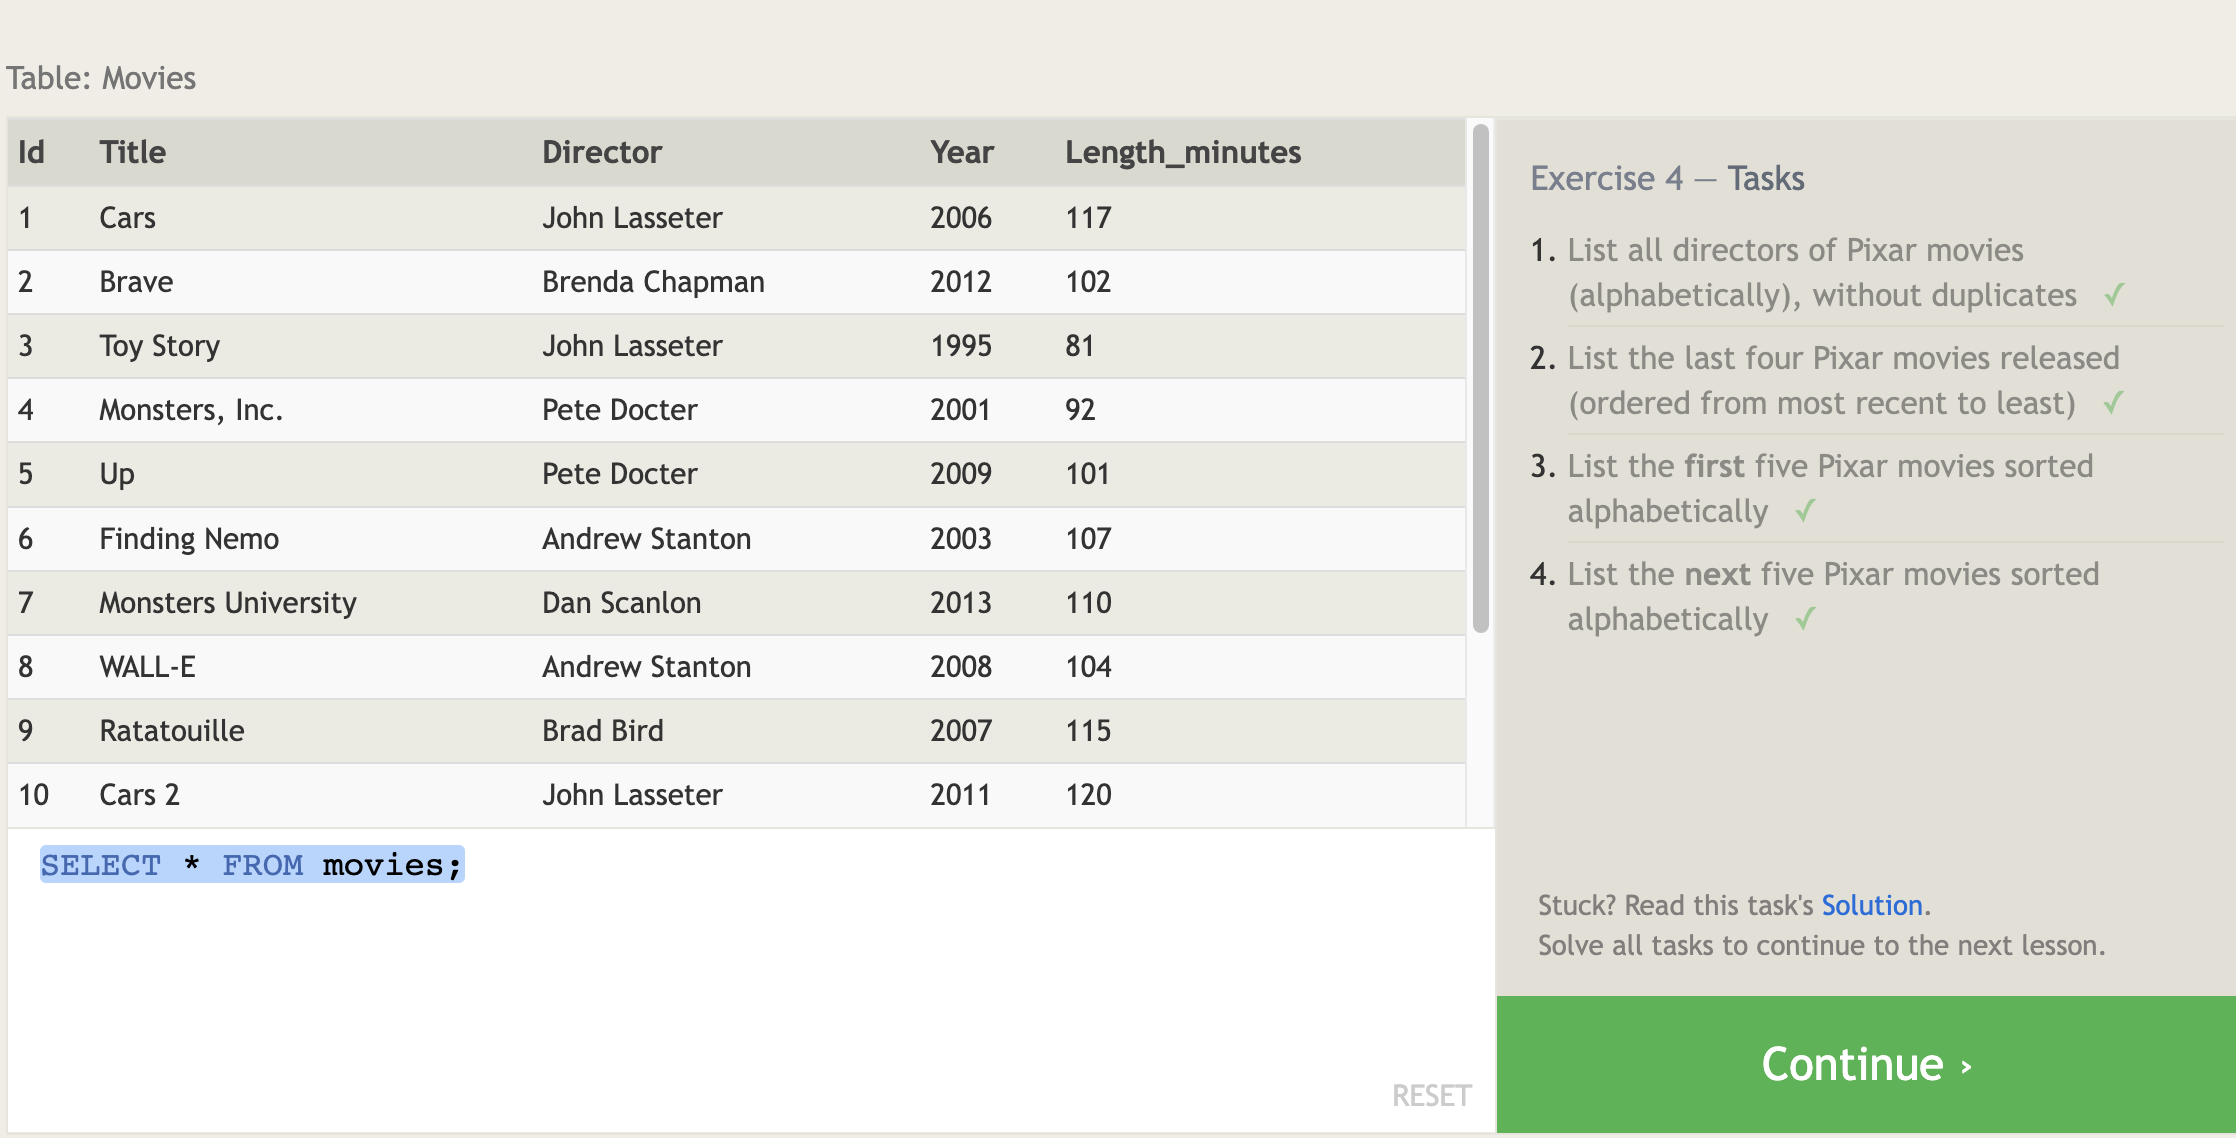 Table: Movies
Id Title Director Year Length_minutes
1 Cars John Lasseter 2006 117
2 Brave Brenda Chapman 2012 102
3 Toy Story John Lasseter 1995 81
4 Monsters, Inc. Pete Docter 2001 92
5 Up Pete Docter 2009 101
6 Finding Nemo Andrew Stanton 2003 107
7 Monsters University Dan Scanlon 2013 110
8 WALL-E Andrew Stanton 2008 104
9 Ratatouille Brad Bird 2007 115
10 Cars 2 John Lasseter 2011 120
SELECT * FROM movies;
RESET
Exercise 4 — Tasks
1. List all directors of Pixar movies
(alphabetically), without duplicates ✓
2. List the last four Pixar movies released
(ordered from most recent to least) ✓
3. List the first five Pixar movies sorted
alphabetically ✓
4. List the next five Pixar movies sorted
alphabetically ✓
Stuck? Read this task's Solution.
Solve all tasks to continue to the next lesson.
Continue ›